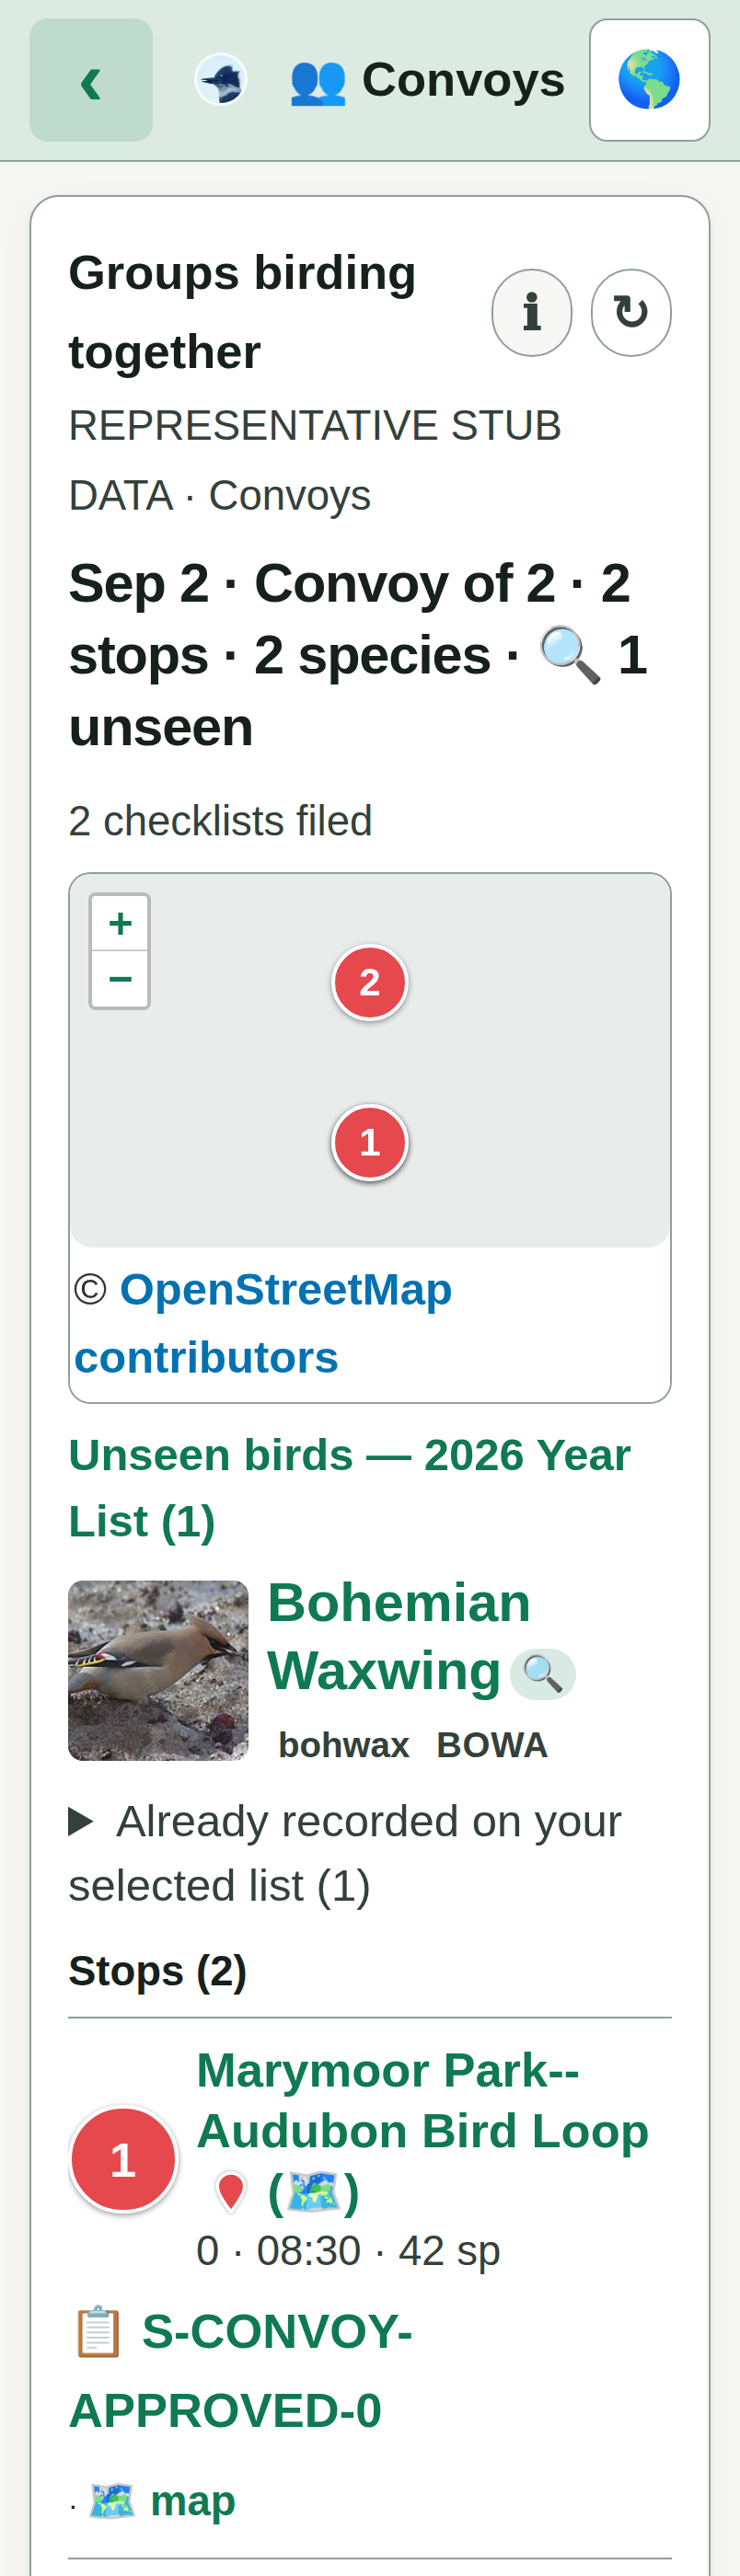 ‹ 👥 Convoys 🌎
Groups birding
together
ℹ ↻
REPRESENTATIVE STUB
DATA · Convoys
Sep 2 · Convoy of 2 · 2
stops · 2 species · 🔍 1
unseen
2 checklists filed
+
−
2
1
© OpenStreetMap
contributors
Unseen birds — 2026 Year
List (1)
Bohemian
Waxwing 🔍
bohwax BOWA
▶ Already recorded on your
selected list (1)
Stops (2)
1
Marymoor Park--
Audubon Bird Loop
📍 (🗺️)
0 · 08:30 · 42 sp
📋 S-CONVOY-
APPROVED-0
· 🗺️ map